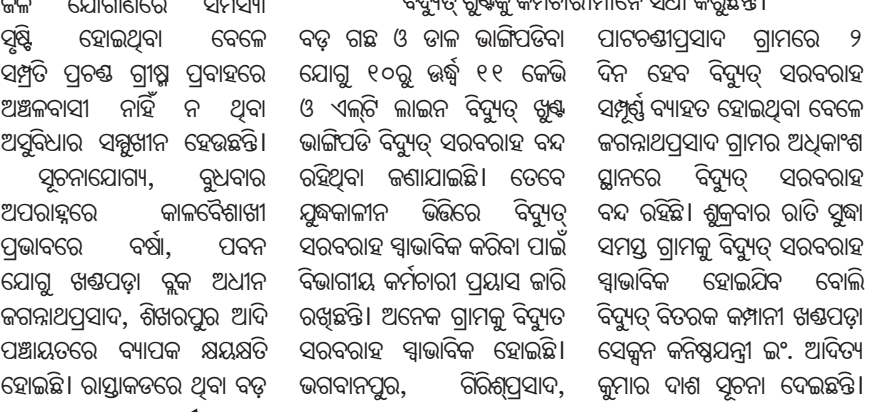 ଜଳ ଯୋଗାଣରେ ସମସ୍ୟା
ସୃଷ୍ଟି ହୋଇଥିବା ବେଳେ
ସମ୍ପ୍ରତି ପ୍ରଚଣ୍ଡ ଗ୍ରୀଷ୍ମ ପ୍ରବାହରେ
ଅଞ୍ଚଳବାସୀ ନାହିଁ ନ ଥିବା
ଅସୁବିଧାର ସମ୍ମୁଖୀନ ହେଉଛନ୍ତି।
ସୂଚନାଯୋଗ୍ୟ, ବୁଧବାର
ଅପରାହ୍ନରେ କାଳବୈଶାଖୀ
ପ୍ରଭାବରେ ବର୍ଷା, ପବନ
ଯୋଗୁ ଖଣ୍ଡପଡ଼ା ବ୍ଲକ ଅଧୀନ
ଜଗନ୍ନାଥପ୍ରସାଦ, ଶିଖରପୁର ଆଦି
ପଞ୍ଚାୟତରେ ବ୍ୟାପକ କ୍ଷୟକ୍ଷତି
ହୋଇଛି। ରାସ୍ତାକଡରେ ଥିବା ବଡ଼
ବିଦ୍ୟୁତ୍ ଖୁଣ୍ଟକୁ କର୍ମଚାରୀମାନେ ସଧା କରୁଛନ୍ତି।
ବଡ଼ ଗଛ ଓ ଡାଳ ଭାଙ୍ଗିପଡିବା
ଯୋଗୁ ୧୦ରୁ ଊର୍ଦ୍ଧ୍ୱ ୧୧ କେଭି
ଓ ଏଲ୍‌ଟି ଲାଇନ ବିଦ୍ୟୁତ୍ ଖୁଣ୍ଟ
ଭାଙ୍ଗିପଡି ବିଦ୍ୟୁତ୍ ସରବରାହ ବନ୍ଦ
ରହିଥିବା ଜଣାଯାଇଛି। ତେବେ
ଯୁଦ୍ଧକାଳୀନ ଭିତ୍ତିରେ ବିଦ୍ୟୁତ୍
ସରବରାହ ସ୍ୱାଭାବିକ କରିବା ପାଇଁ
ବିଭାଗୀୟ କର୍ମଚାରୀ ପ୍ରୟାସ ଜାରି
ରଖିଛନ୍ତି। ଅନେକ ଗ୍ରାମକୁ ବିଦ୍ୟୁତ
ସରବରାହ ସ୍ୱାଭାବିକ ହୋଇଛି।
ଭଗବାନପୁର, ଗିରିଶ୍‌ପ୍ରସାଦ,
ପାଟଚଣ୍ଡୀପ୍ରସାଦ ଗ୍ରାମରେ ୨
ଦିନ ହେବ ବିଦ୍ୟୁତ୍ ସରବରାହ
ସମ୍ପୂର୍ଣ୍ଣ ବ୍ୟାହତ ହୋଇଥିବା ବେଳେ
ଜଗନ୍ନାଥପ୍ରସାଦ ଗ୍ରାମର ଅଧିକାଂଶ
ସ୍ଥାନରେ ବିଦ୍ୟୁତ୍ ସରବରାହ
ବନ୍ଦ ରହିଛି। ଶୁକ୍ରବାର ରାତି ସୁଦ୍ଧା
ସମସ୍ତ ଗ୍ରାମକୁ ବିଦ୍ୟୁତ୍ ସରବରାହ
ସ୍ୱାଭାବିକ ହୋଇଯିବ ବୋଲି
ବିଦ୍ୟୁତ୍ ବିତରକ କମ୍ପାନୀ ଖଣ୍ଡପଡ଼ା
ସେକ୍ସନ କନିଷ୍ଠଯନ୍ତ୍ରୀ ଇଂ. ଆଦିତ୍ୟ
କୁମାର ଦାଶ ସୂଚନା ଦେଇଛନ୍ତି।